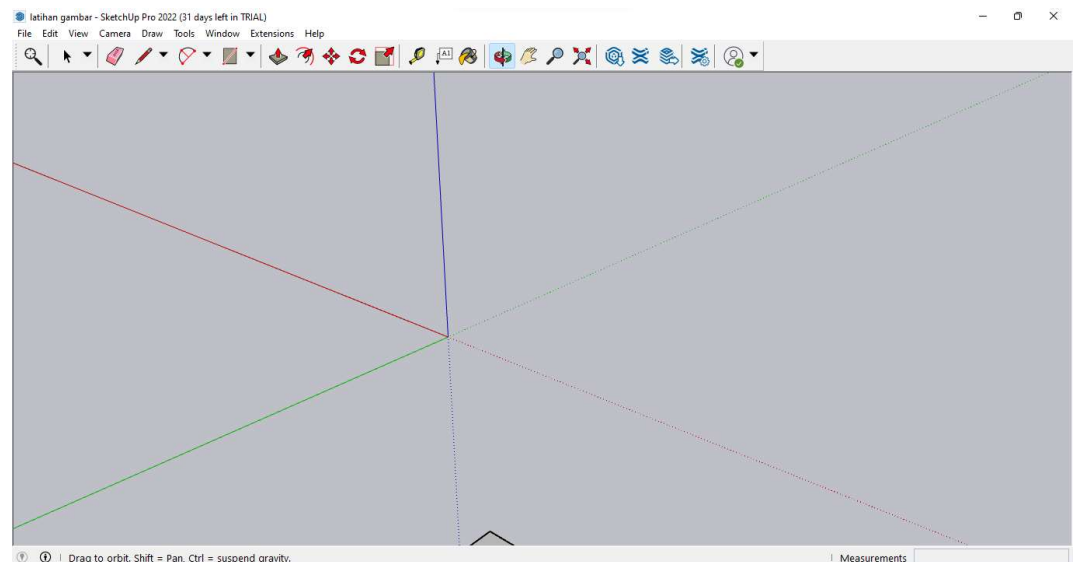 latihan gambar - SketchUp Pro 2022 (31 days left in TRIAL)
File Edit View Camera Draw Tools Window Extensions Help
A1
Drag to orbit. Shift = Pan, Ctrl = suspend gravity.
Measurements